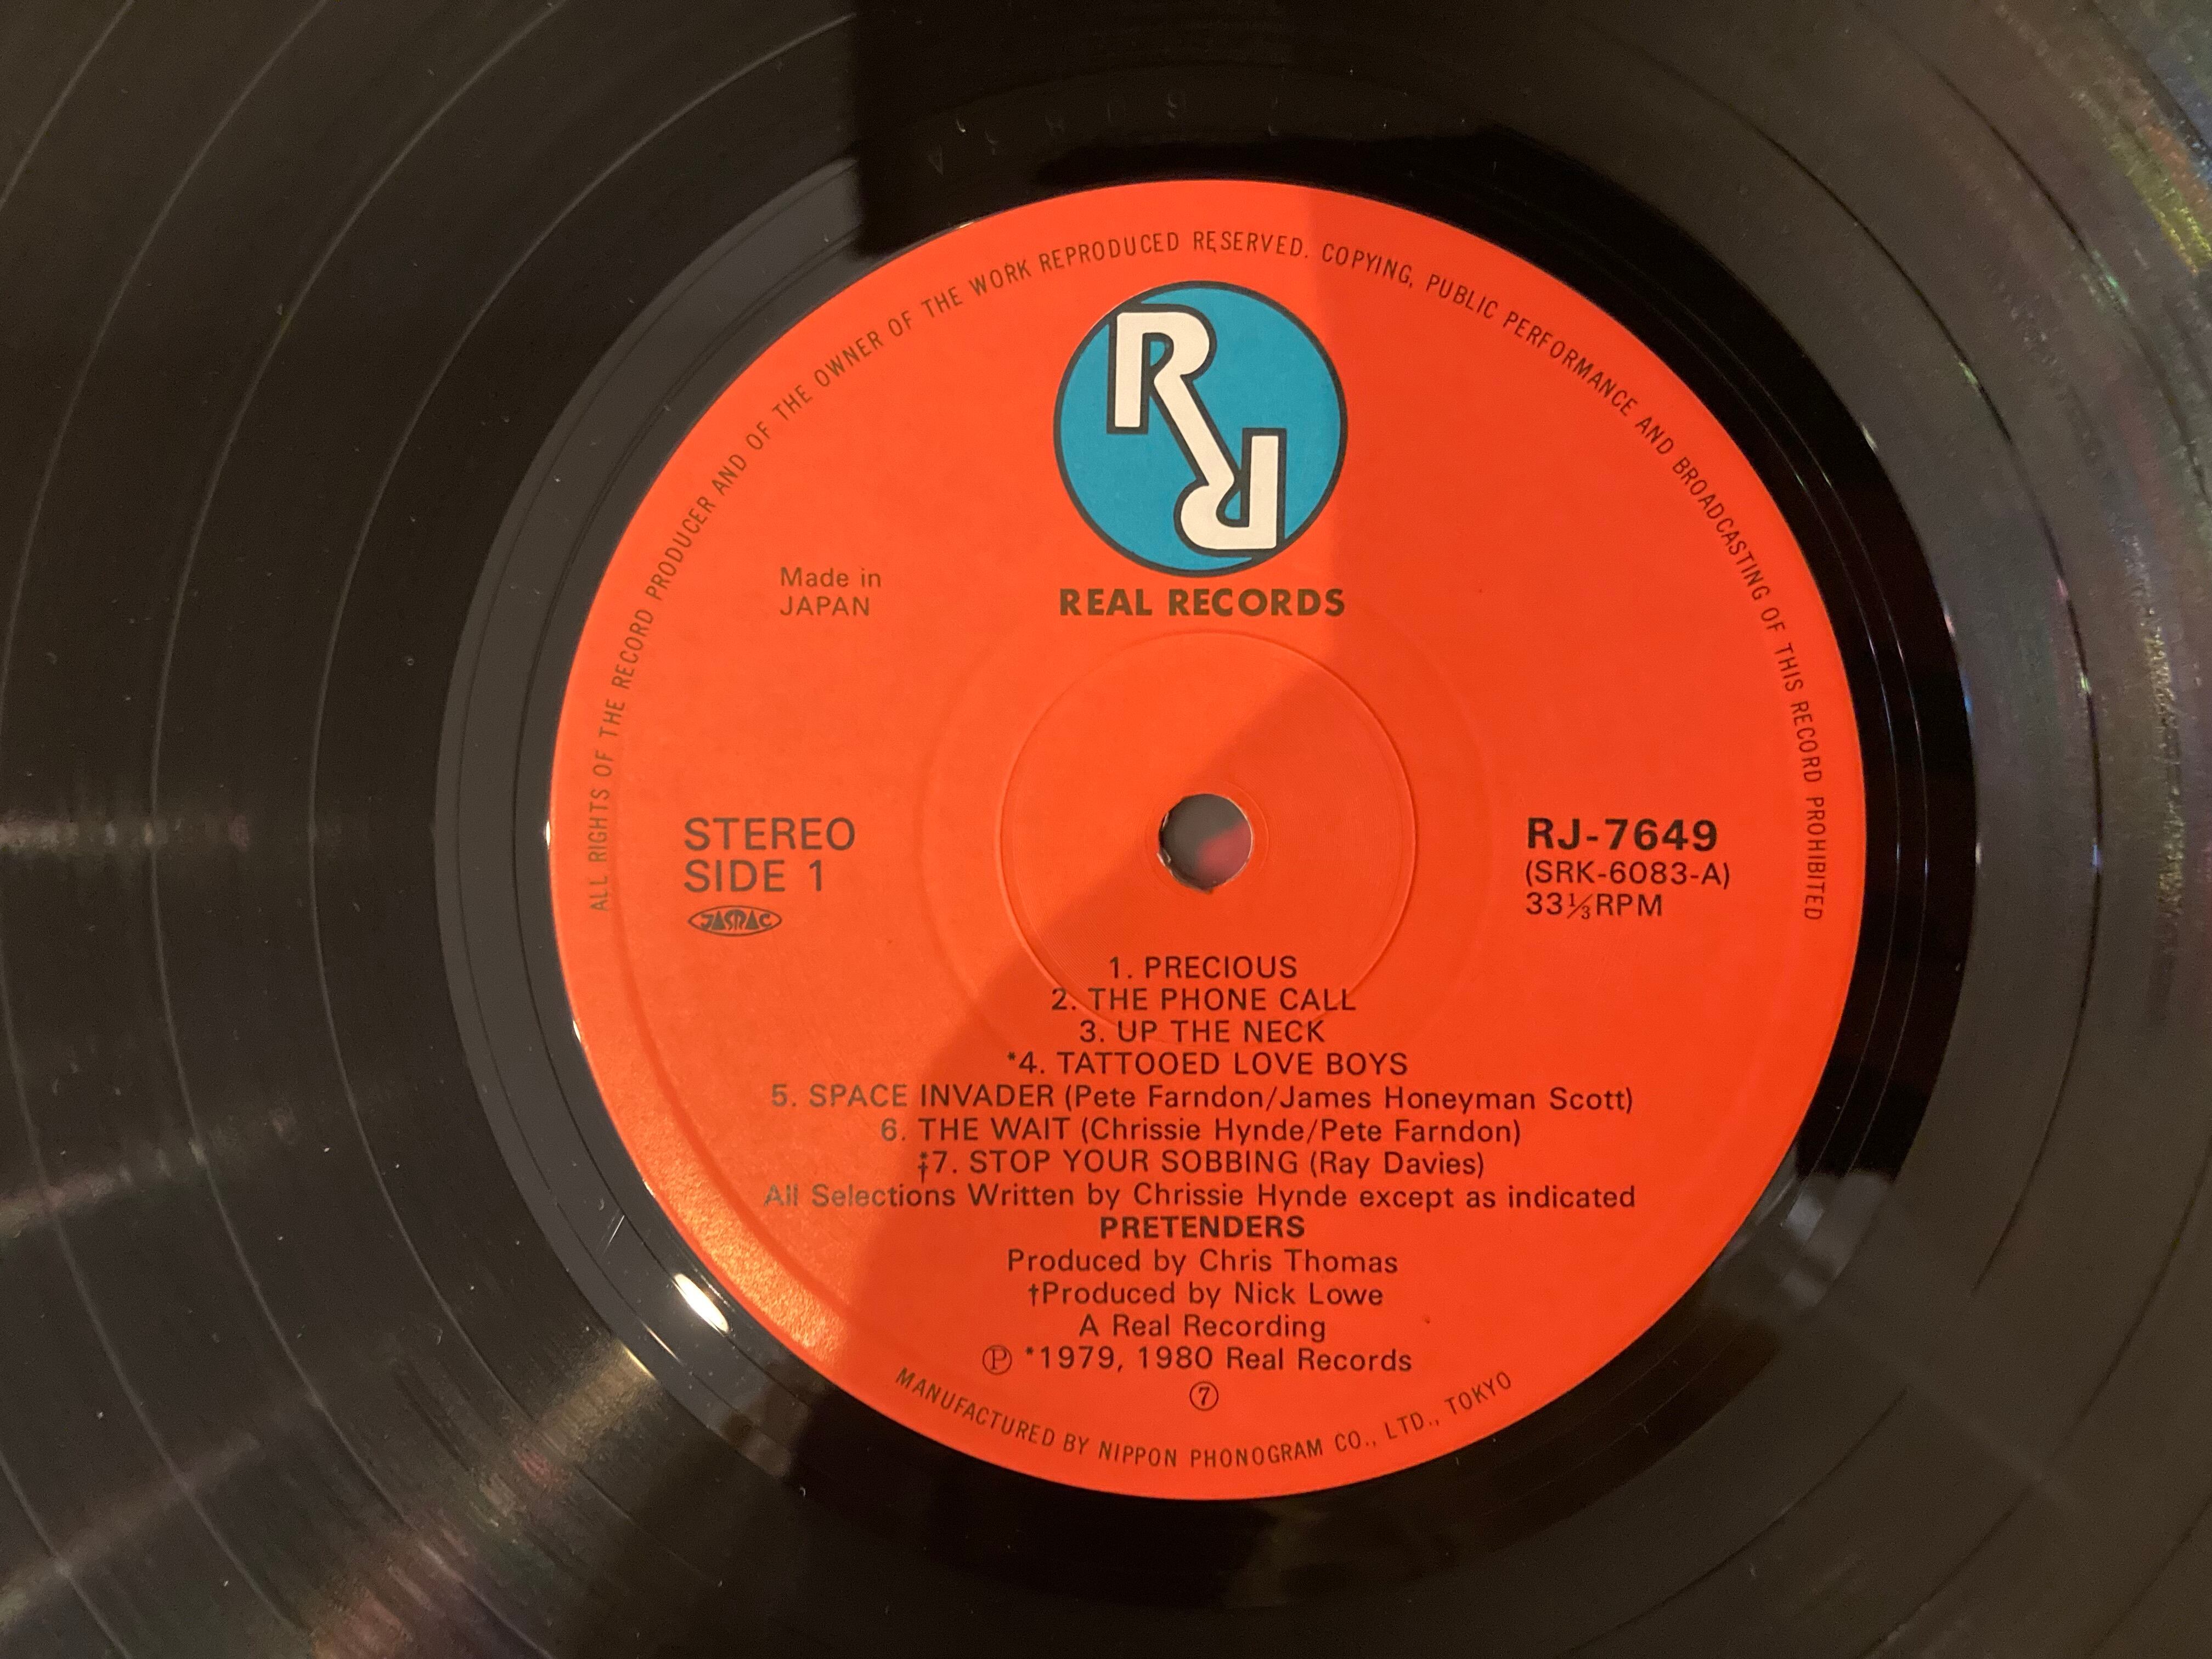 ALL RIGHTS OF THE RECORD PRODUCER AND OF THE OWNER OF THE WORK REPRODUCED RESERVED. COPYING, PUBLIC PERFORMANCE AND BROADCASTING OF THIS RECORD PROHIBITED
RR
REAL RECORDS
Made in
JAPAN
STEREO
SIDE 1
JASRAC
RJ-7649
(SRK-6083-A)
33⅓RPM
1. PRECIOUS
2. THE PHONE CALL
3. UP THE NECK
*4. TATTOOED LOVE BOYS
5. SPACE INVADER (Pete Farndon/James Honeyman Scott)
6. THE WAIT (Chrissie Hynde/Pete Farndon)
*†7. STOP YOUR SOBBING (Ray Davies)
All Selections Written by Chrissie Hynde except as indicated
PRETENDERS
Produced by Chris Thomas
†Produced by Nick Lowe
A Real Recording
Ⓟ *1979, 1980 Real Records
⑦
MANUFACTURED BY NIPPON PHONOGRAM CO., LTD., TOKYO